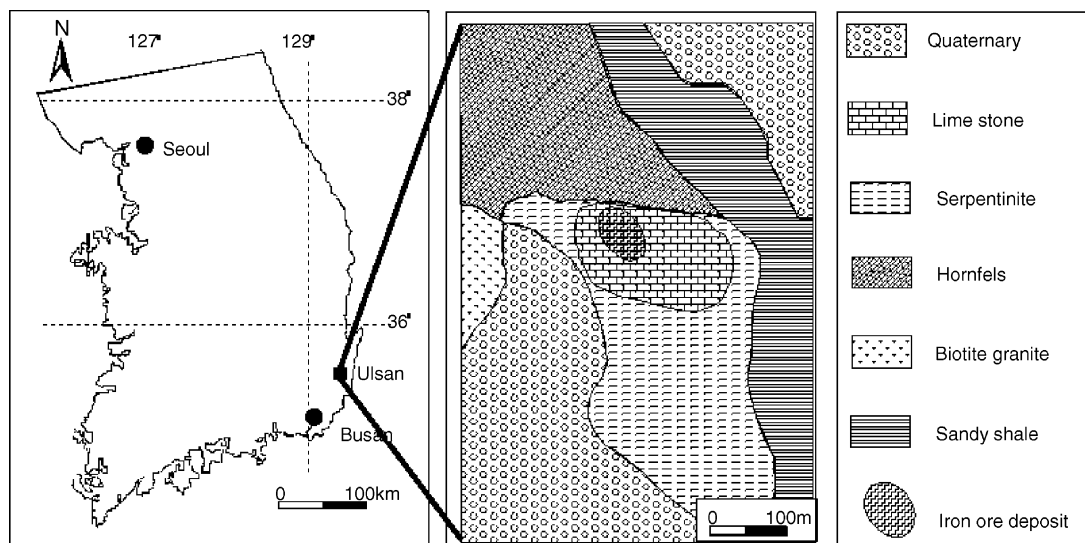 N
127°
129°
38°
Seoul
36°
Ulsan
Busan
0 100km
0 100m
Quaternary
Lime stone
Serpentinite
Hornfels
Biotite granite
Sandy shale
Iron ore deposit